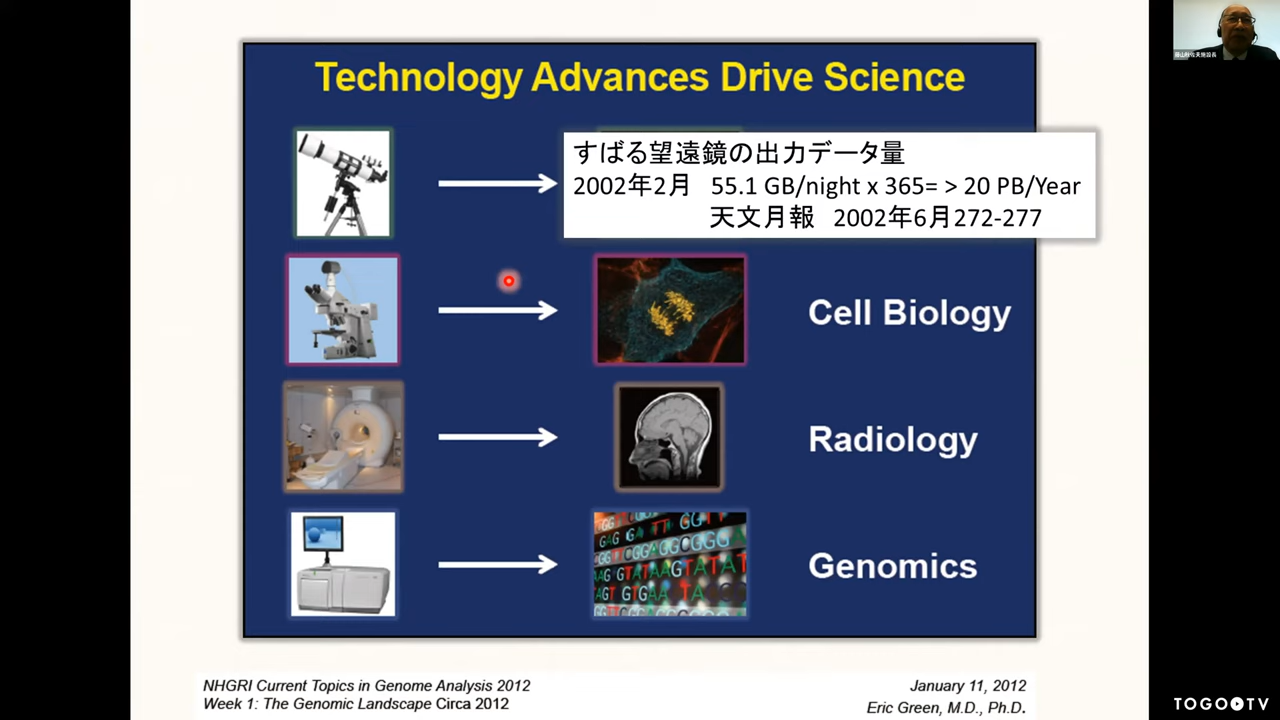 Technology Advances Drive Science
すばる望遠鏡の出力データ量
2002年2月 55.1 GB/night x 365= > 20 PB/Year
天文月報 2002年6月272-277
Cell Biology
Radiology
Genomics
NHGRI Current Topics in Genome Analysis 2012
Week 1: The Genomic Landscape Circa 2012
January 11, 2012
Eric Green, M.D., Ph.D.
TOGO TV